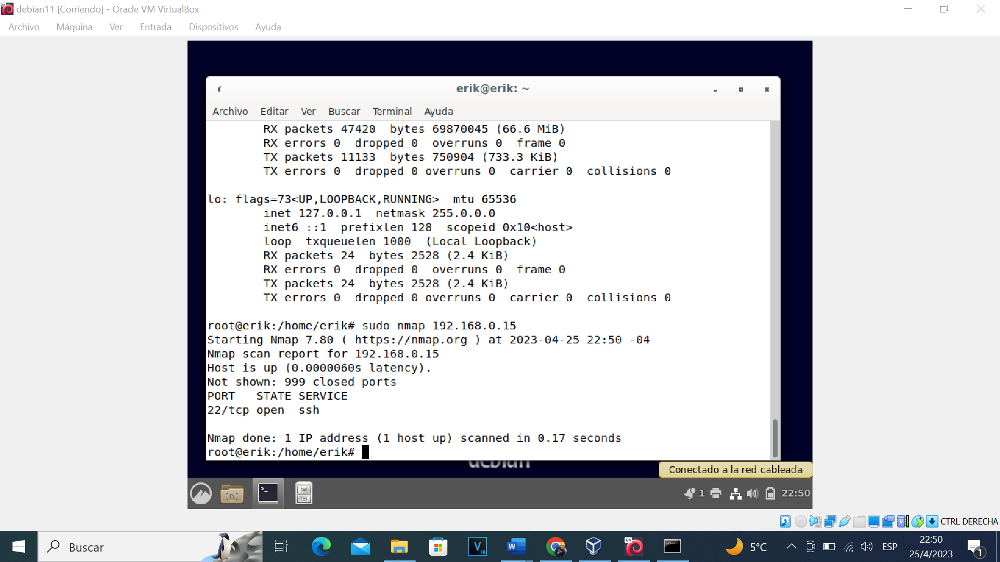 debian11 [Corriendo] - Oracle VM VirtualBox
Archivo Máquina Ver Entrada Dispositivos Ayuda
erik@erik: ~
Archivo Editar Ver Buscar Terminal Ayuda
RX packets 47420  bytes 69870045 (66.6 MiB)
RX errors 0  dropped 0  overruns 0  frame 0
TX packets 11133  bytes 750904 (733.3 KiB)
TX errors 0  dropped 0 overruns 0  carrier 0  collisions 0
lo: flags=73<UP,LOOPBACK,RUNNING>  mtu 65536
inet 127.0.0.1  netmask 255.0.0.0
inet6 ::1  prefixlen 128  scopeid 0x10<host>
loop  txqueuelen 1000  (Local Loopback)
RX packets 24  bytes 2528 (2.4 KiB)
RX errors 0  dropped 0  overruns 0  frame 0
TX packets 24  bytes 2528 (2.4 KiB)
TX errors 0  dropped 0 overruns 0  carrier 0  collisions 0
root@erik:/home/erik# sudo nmap 192.168.0.15
Starting Nmap 7.80 ( https://nmap.org ) at 2023-04-25 22:50 -04
Nmap scan report for 192.168.0.15
Host is up (0.0000060s latency).
Not shown: 999 closed ports
PORT   STATE SERVICE
22/tcp open  ssh
Nmap done: 1 IP address (1 host up) scanned in 0.17 seconds
root@erik:/home/erik#
debian
Conectado a la red cableada
1 22:50
CTRL DERECHA
Buscar
5°C
ESP
22:50
25/4/2023
1